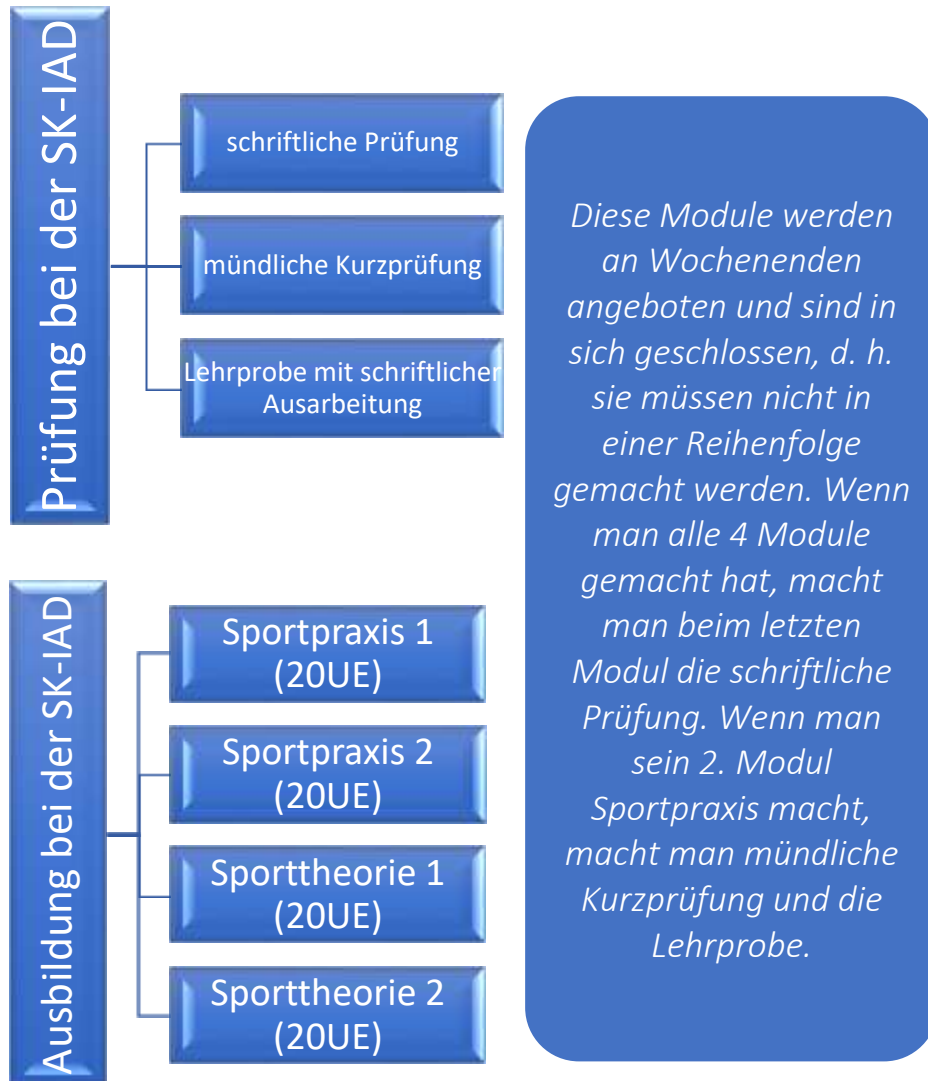 Prüfung bei der SK-IAD
schriftliche Prüfung
mündliche Kurzprüfung
Lehrprobe mit schriftlicher
Ausarbeitung
Ausbildung bei der SK-IAD
Sportpraxis 1
(20UE)
Sportpraxis 2
(20UE)
Sporttheorie 1
(20UE)
Sporttheorie 2
(20UE)
Diese Module werden
an Wochenenden
angeboten und sind in
sich geschlossen, d. h.
sie müssen nicht in
einer Reihenfolge
gemacht werden. Wenn
man alle 4 Module
gemacht hat, macht
man beim letzten
Modul die schriftliche
Prüfung. Wenn man
sein 2. Modul
Sportpraxis macht,
macht man mündliche
Kurzprüfung und die
Lehrprobe.